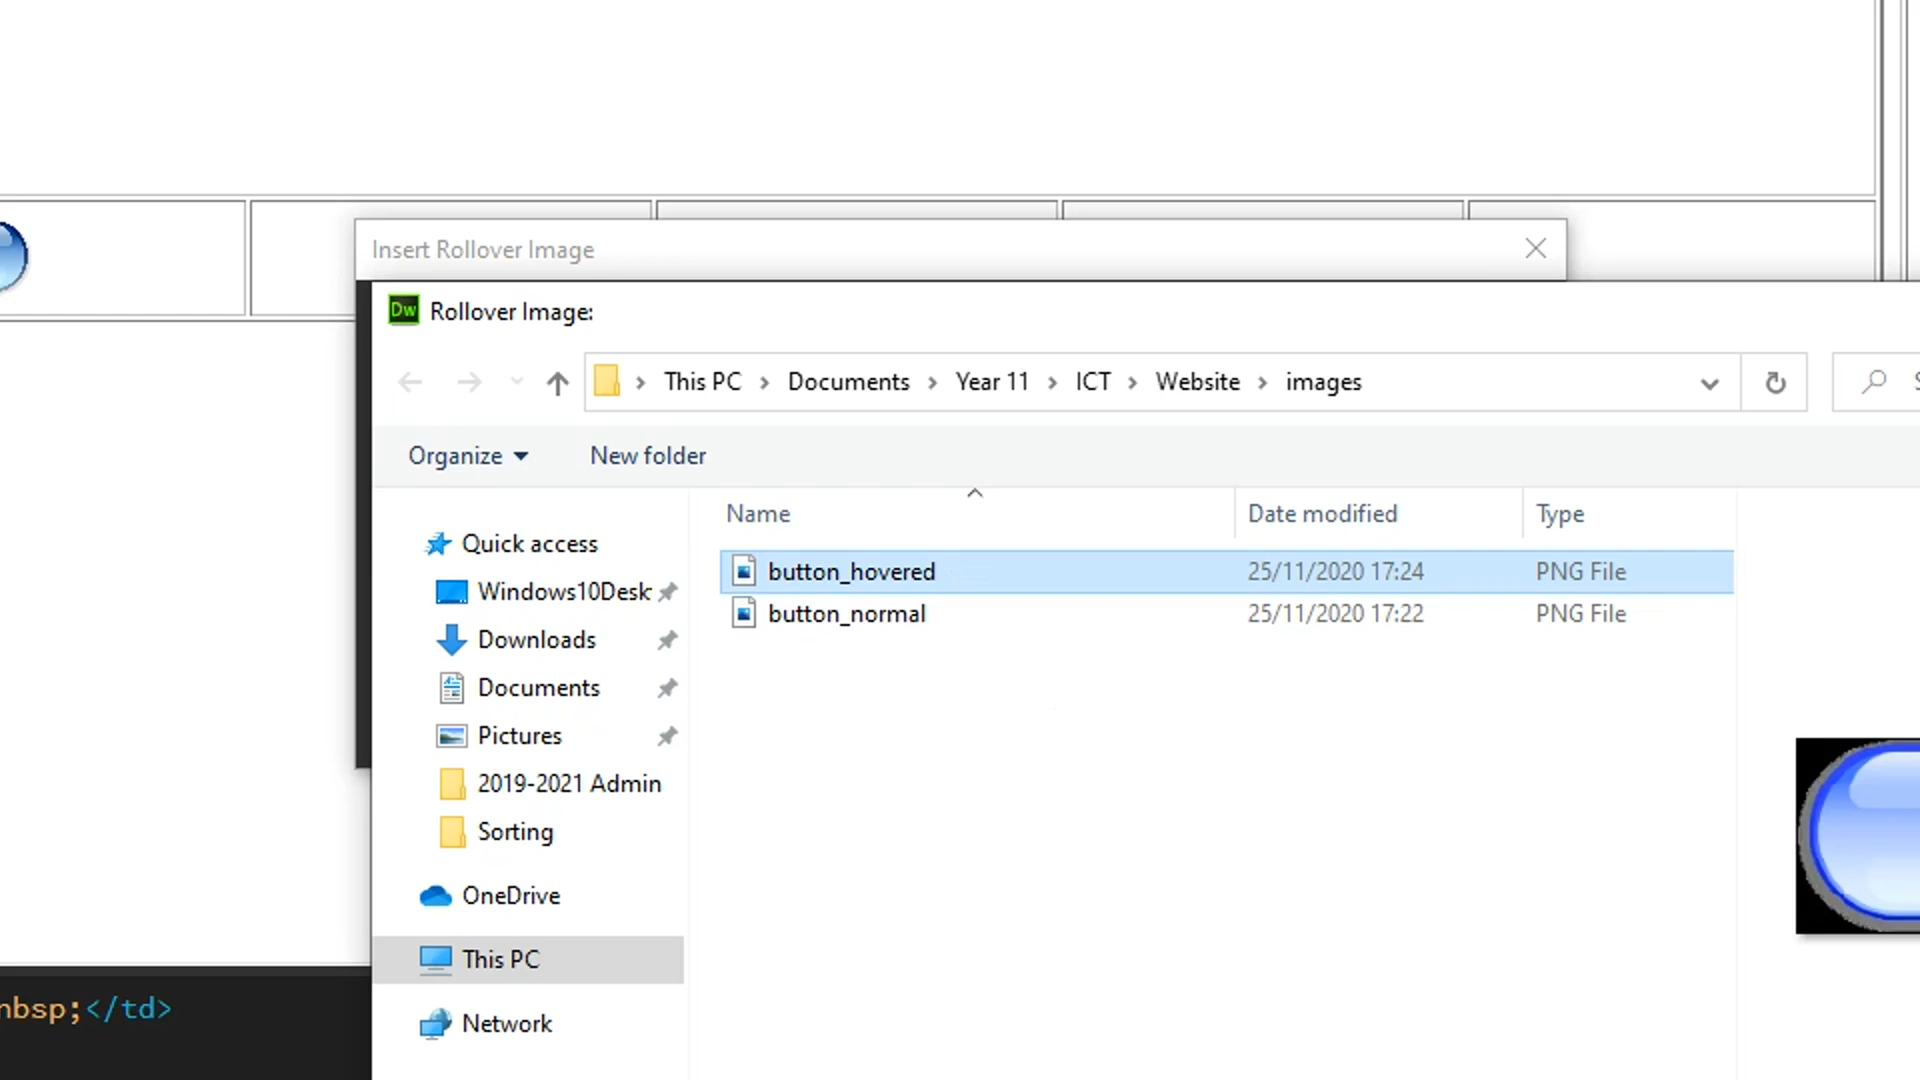 Insert Rollover Image
Dw Rollover Image:
This PC Documents Year 11 ICT Website images
Organize New folder
Name Date modified Type
Quick access
button_hovered 25/11/2020 17:24 PNG File
Windows10Desk
button_normal 25/11/2020 17:22 PNG File
Downloads
Documents
Pictures
2019-2021 Admin
Sorting
OneDrive
This PC
nbsp;</td>
Network